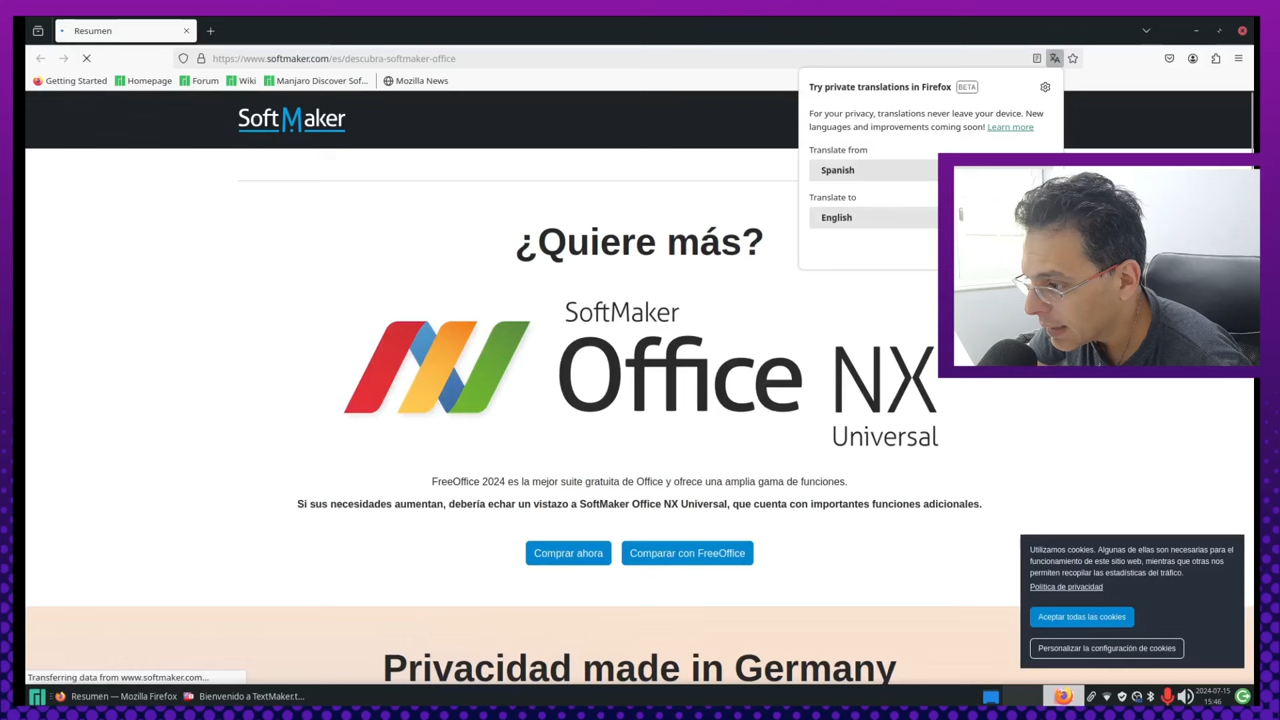 Resumen
https://www.softmaker.com/es/descubra-softmaker-office
Getting Started
Homepage
Forum
Wiki
Manjaro Discover Sof...
Mozilla News
SoftMaker
Try private translations in Firefox BETA
For your privacy, translations never leave your device. New
languages and improvements coming soon! Learn more
Translate from
Spanish
Translate to
English
¿Quiere más?
SoftMaker
Office NX
Universal
FreeOffice 2024 es la mejor suite gratuita de Office y ofrece una amplia gama de funciones.
Si sus necesidades aumentan, debería echar un vistazo a SoftMaker Office NX Universal, que cuenta con importantes funciones adicionales.
Comprar ahora
Comparar con FreeOffice
Utilizamos cookies. Algunas de ellas son necesarias para el
funcionamiento de este sitio web, mientras que otras nos
permiten recopilar las estadísticas del tráfico.
Política de privacidad
Aceptar todas las cookies
Personalizar la configuración de cookies
Privacidad made in Germany
Transferring data from www.softmaker.com...
Resumen — Mozilla Firefox
Bienvenido a TextMaker.t...
2024-07-15
15:46